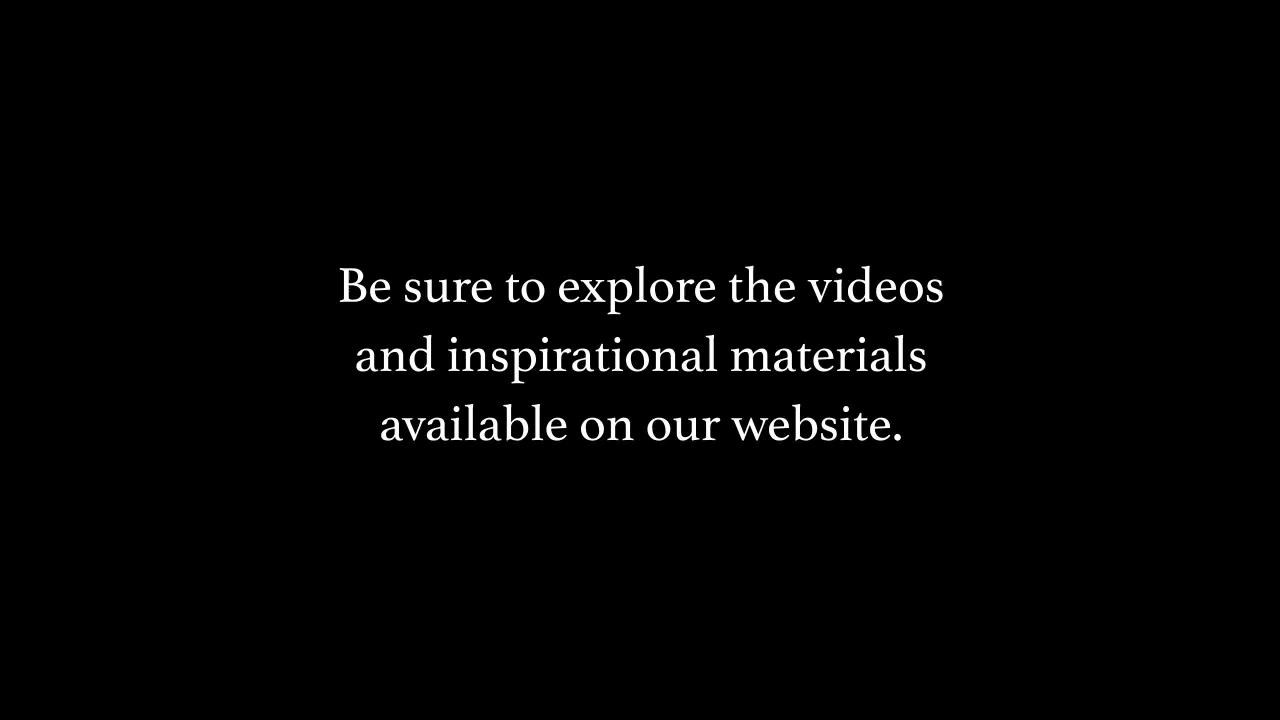 Be sure to explore the videos
and inspirational materials
available on our website.